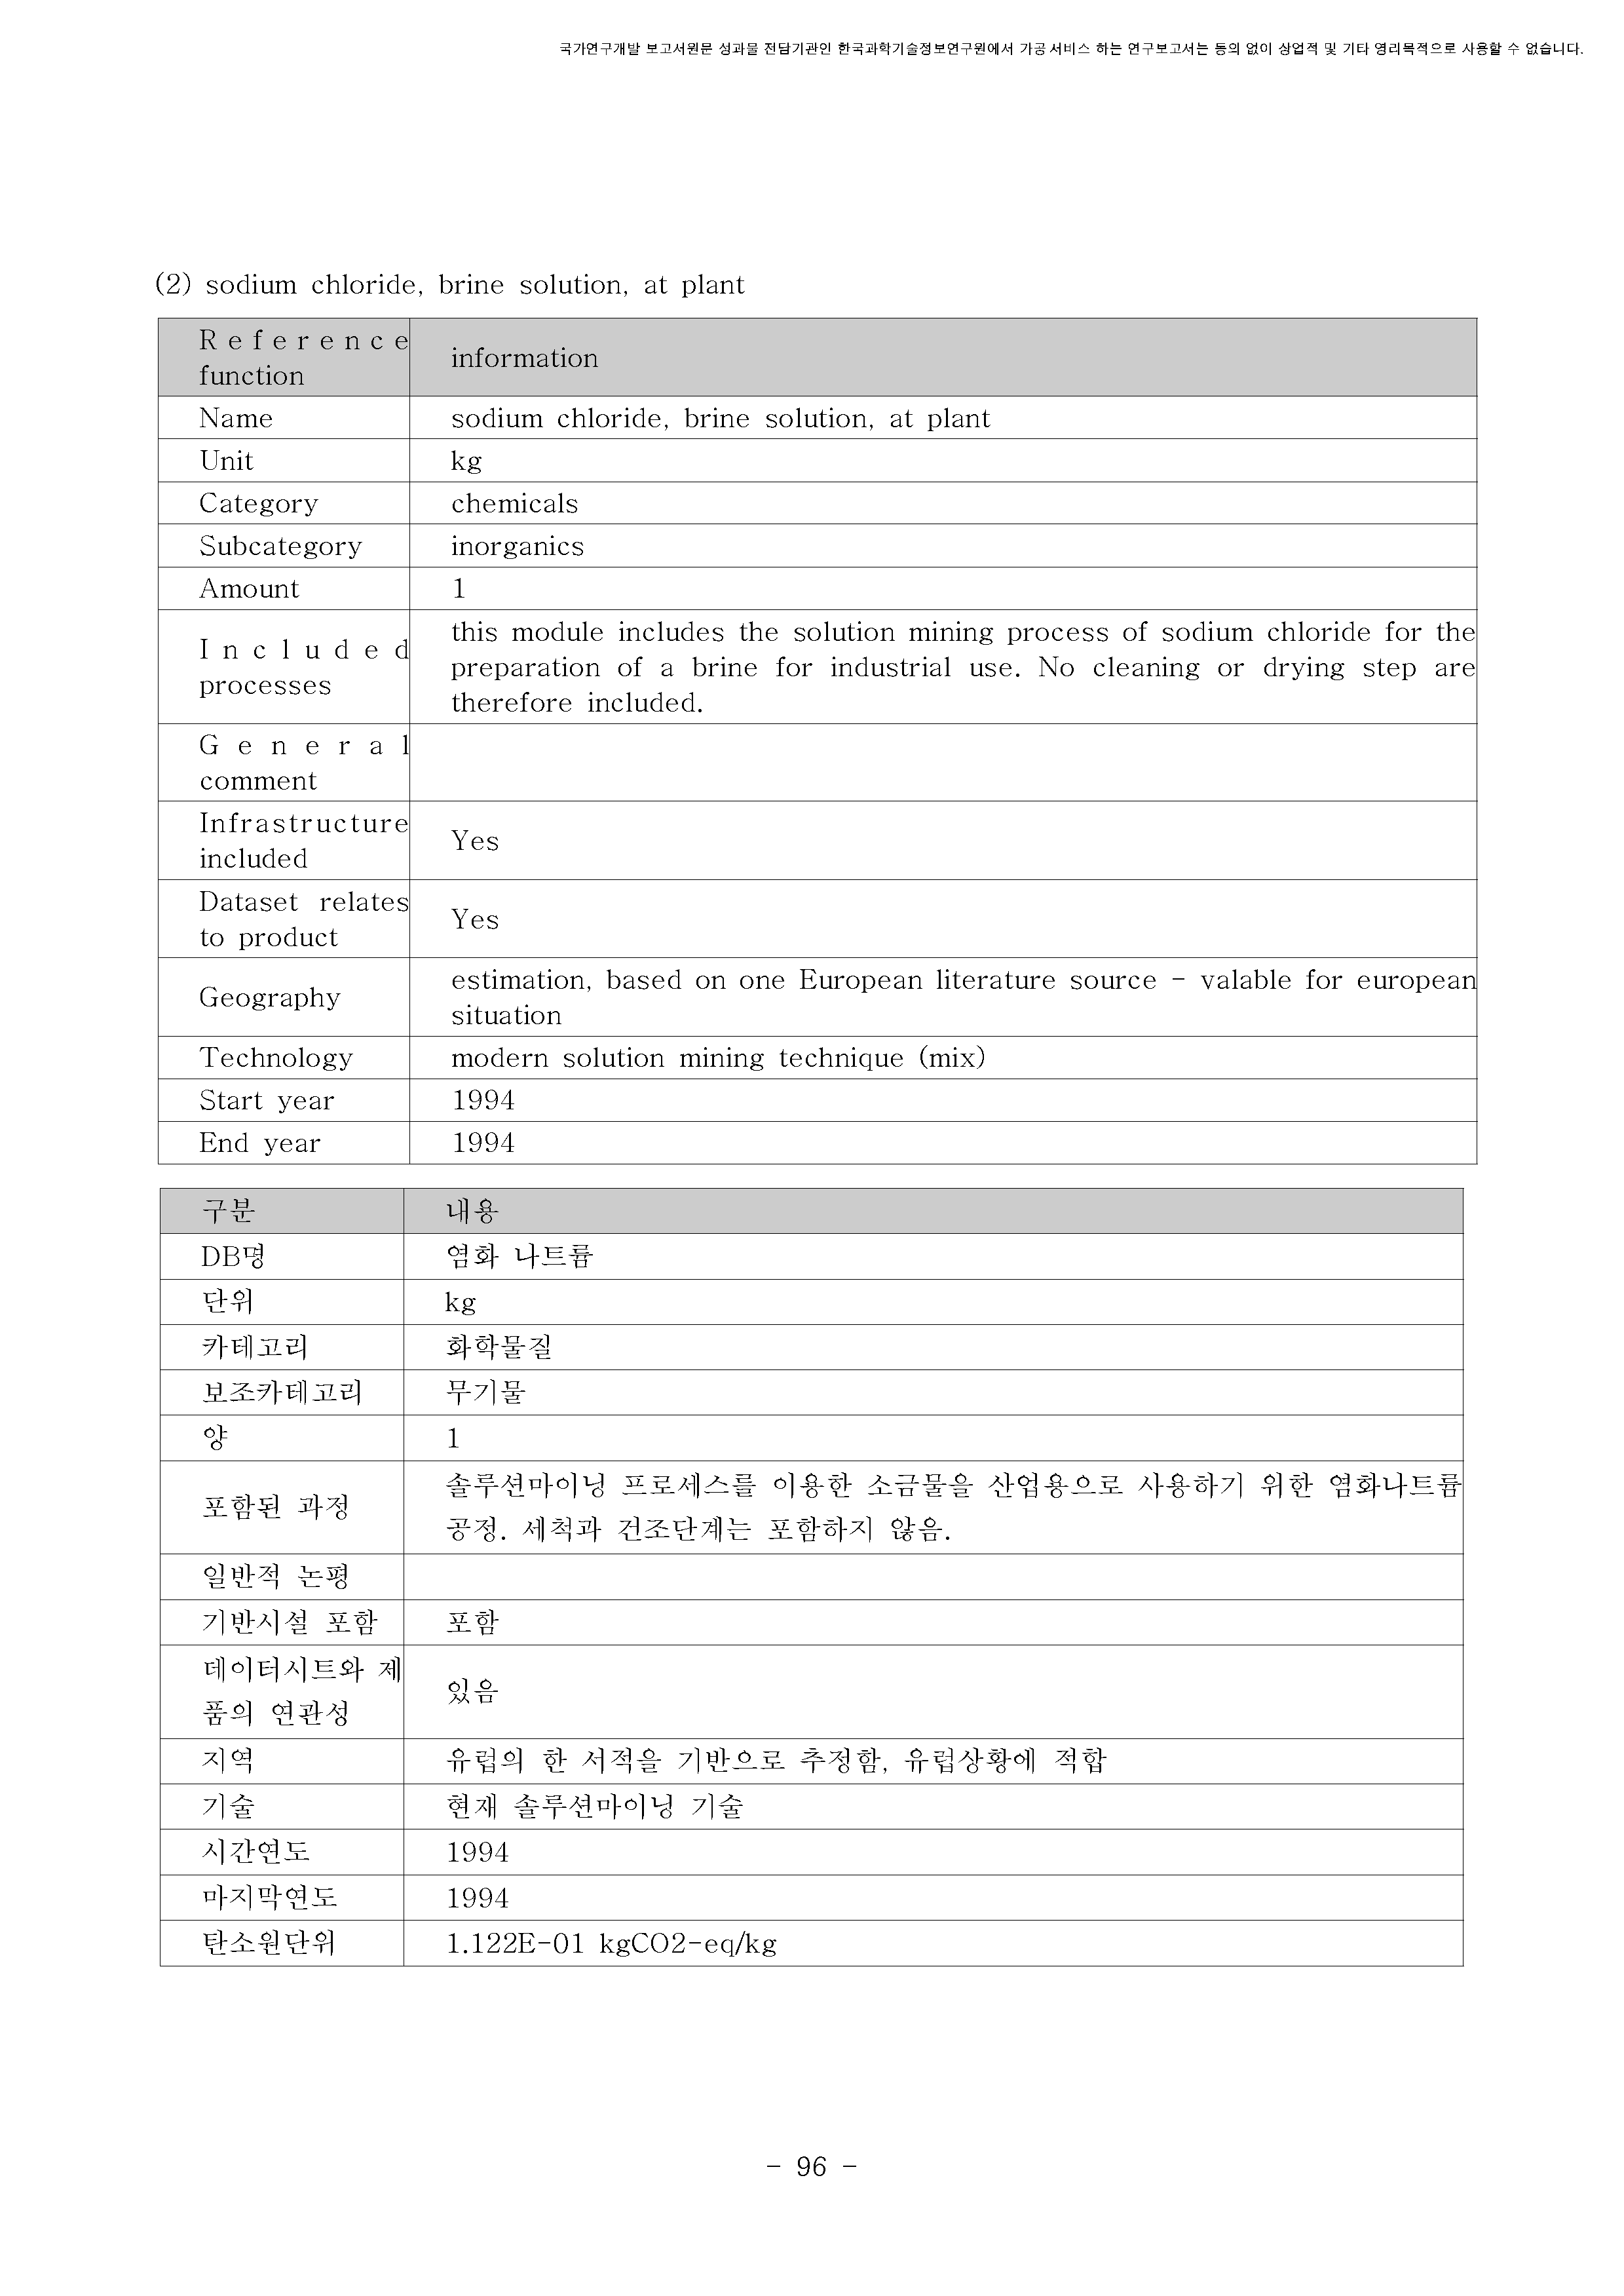 국가연구개발 보고서원문 성과물 전담기관인 한국과학기술정보연구원에서 가공·서비스 하는 연구보고서는 동의 없이 상업적 및 기타 영리목적으로 사용할 수 없습니다.
(2) sodium chloride, brine solution, at plant
Reference
function
information
Name
sodium chloride, brine solution, at plant
Unit
kg
Category
chemicals
Subcategory
inorganics
Amount
1
Included
processes
this module includes the solution mining process of sodium chloride for the
preparation of a brine for industrial use. No cleaning or drying step are
therefore included.
General
comment
Infrastructure
included
Yes
Dataset relates
to product
Yes
Geography
estimation, based on one European literature source - valable for european
situation
Technology
modern solution mining technique (mix)
Start year
1994
End year
1994
구분
내용
DB명
염화 나트륨
단위
kg
카테고리
화학물질
보조카테고리
무기물
양
1
포함된 과정
솔루션마이닝 프로세스를 이용한 소금물을 산업용으로 사용하기 위한 염화나트륨
공정. 세척과 건조단계는 포함하지 않음.
일반적 논평
기반시설 포함
포함
데이터시트와 제
품의 연관성
있음
지역
유럽의 한 서적을 기반으로 추정함, 유럽상황에 적합
기술
현재 솔루션마이닝 기술
시간연도
1994
마지막연도
1994
탄소원단위
1.122E-01 kgCO2-eq/kg
- 96 -